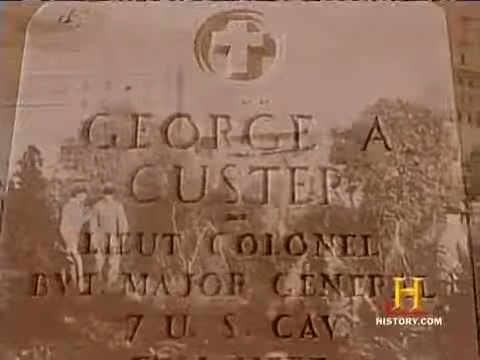 GEORGE A
CUSTER
LIEUT COLONEL
BVT MAJOR GENERAL
7 U. S. CAV
H
HISTORY.COM